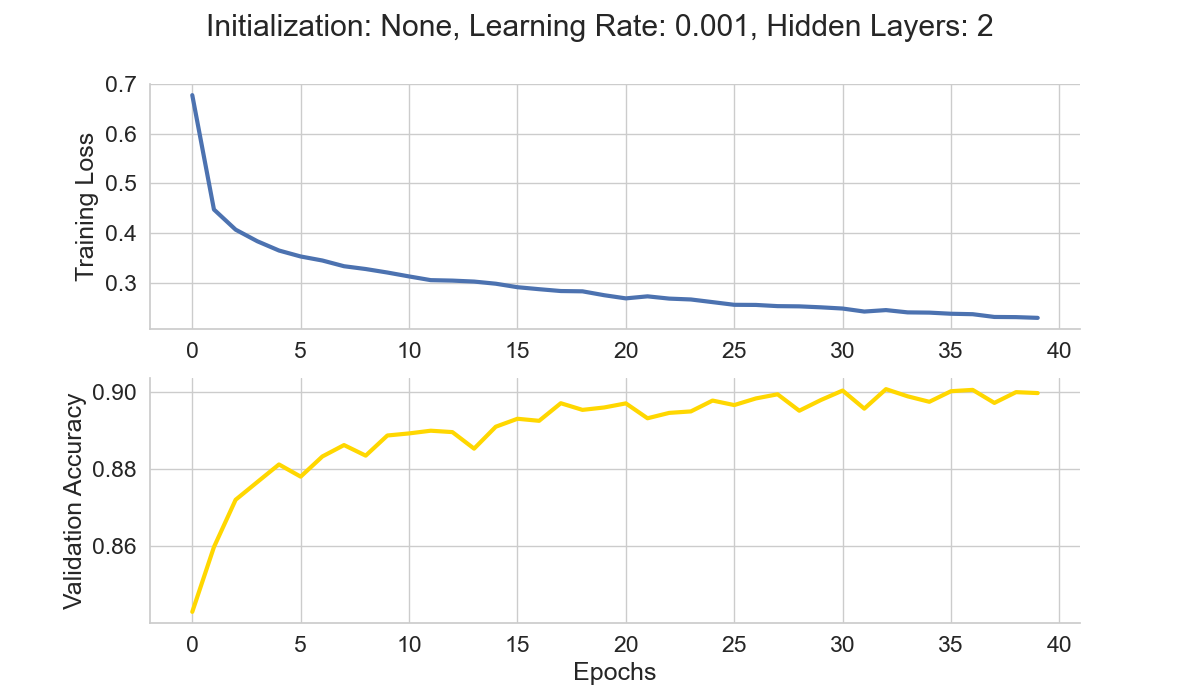 Initialization: None, Learning Rate: 0.001, Hidden Layers: 2
Training Loss
0.7
0.6
0.5
0.4
0.3
0 5 10 15 20 25 30 35 40
Validation Accuracy
0.90
0.88
0.86
0 5 10 15 20 25 30 35 40
Epochs